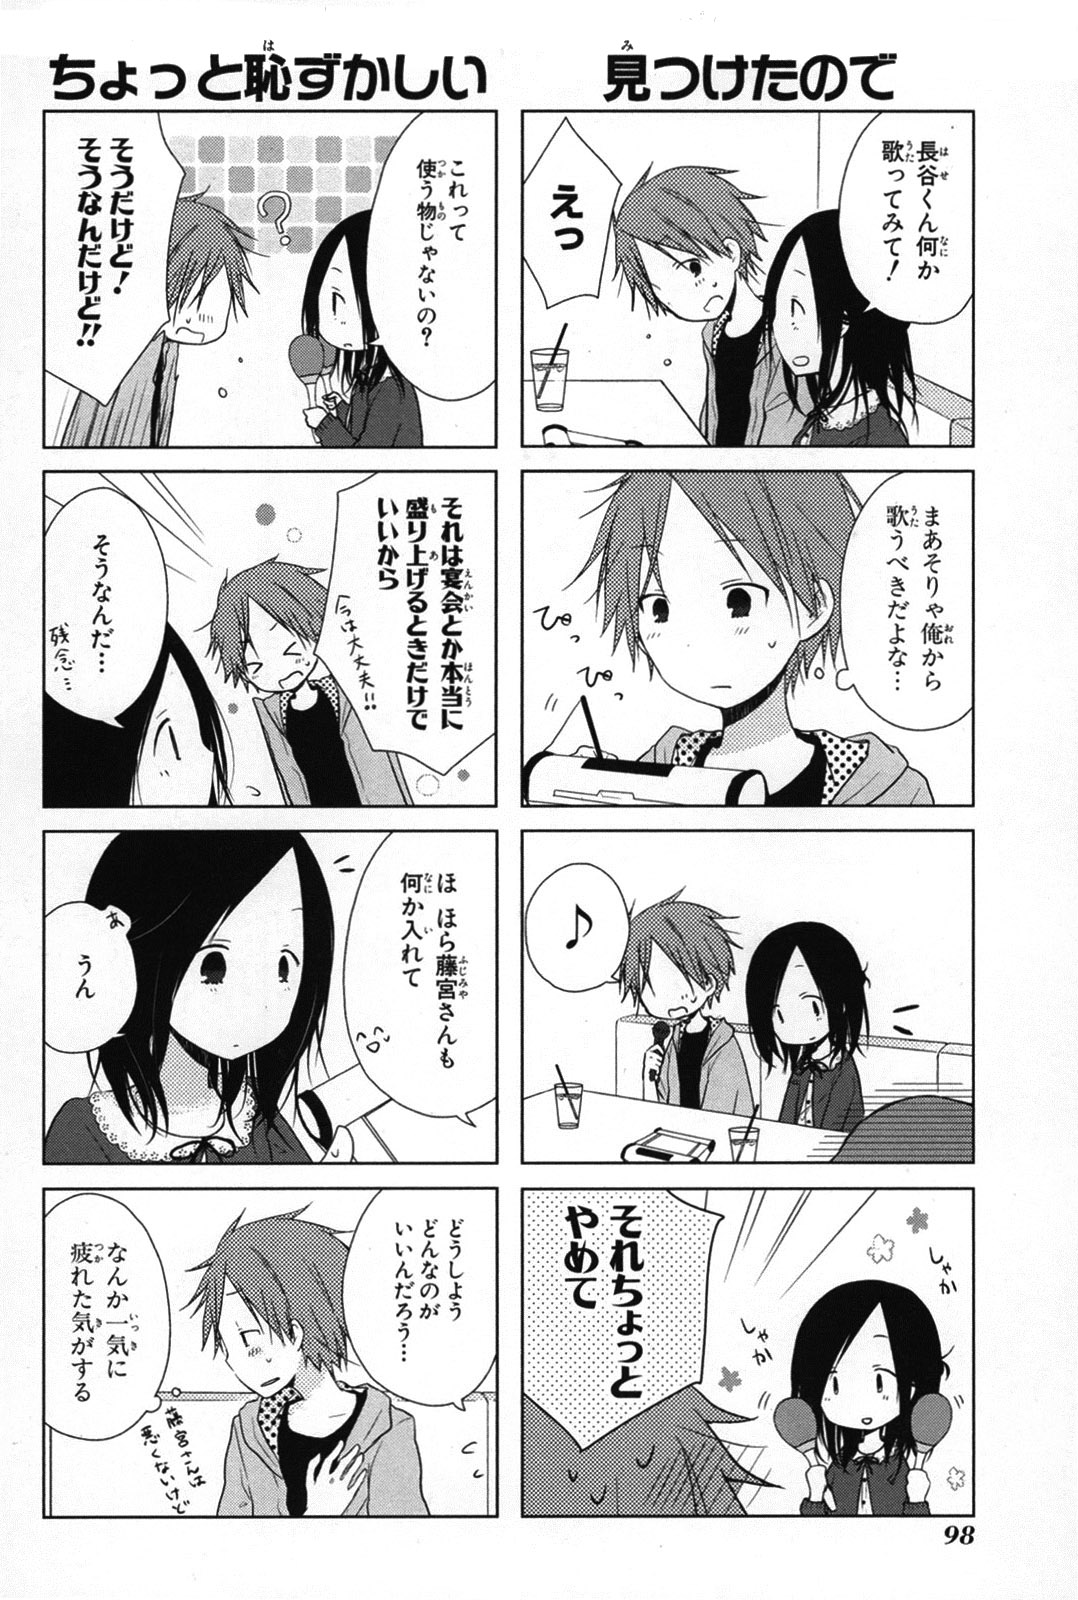 見つけたので
長谷くん何か
歌ってみて！
えっ
まあそりゃ俺から
歌うべきだよな…
ぴっ
ぴっ
♪
しゃか
しゃか
それちょっと
やめて
ちょっと恥ずかしい
これって
使う物じゃないの？
?
そうだけど！
そうなんだけど!!
それは宴会とか本当に
盛り上げるときだけで
いいから
今は大丈夫!!
そうなんだ…
残念…
ほ ほら藤宮さんも
何か入れて
あ
うん
どうしよう
どんなのが
いいんだろう…
なんか一気に
疲れた気がする
藤宮さんは
悪くないけど
98